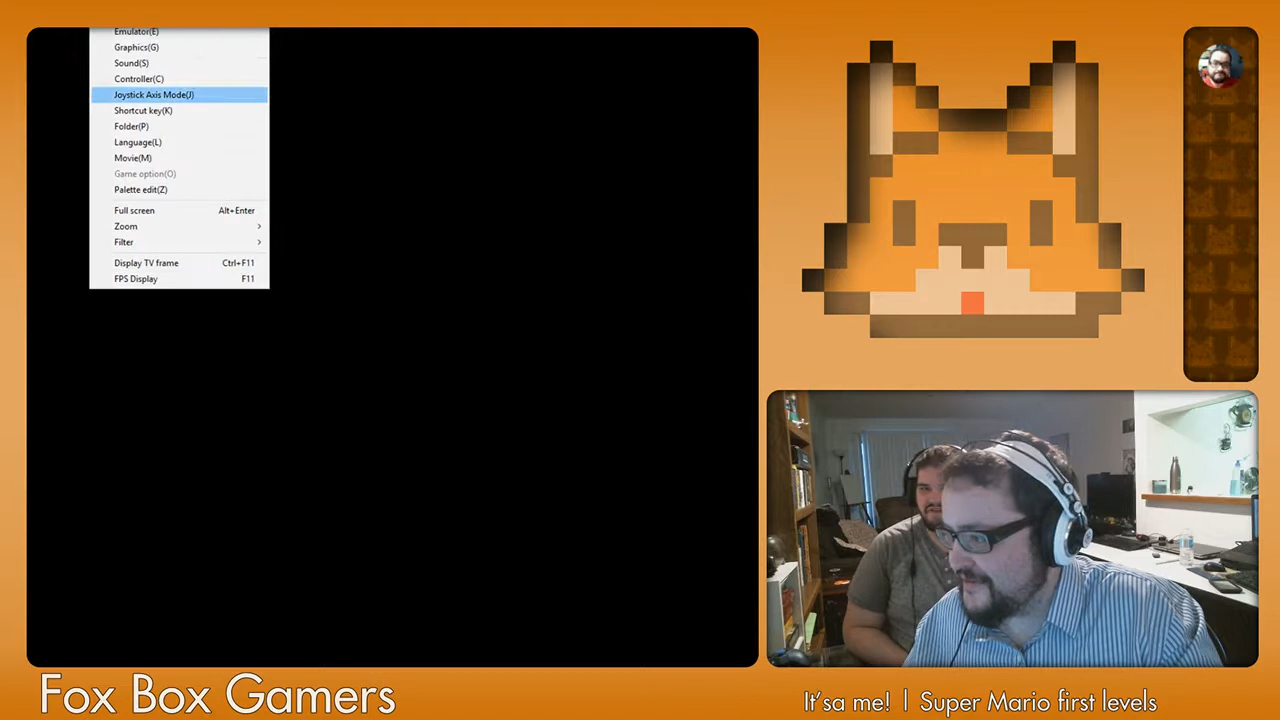 Emulator(E)
Graphics(G)
Sound(S)
Controller(C)
Joystick Axis Mode(J)
Shortcut key(K)
Folder(P)
Language(L)
Movie(M)
Game option(O)
Palette edit(Z)
Full screen Alt+Enter
Zoom >
Filter >
Display TV frame Ctrl+F11
FPS Display F11
Fox Box Gamers
It'sa me! | Super Mario first levels